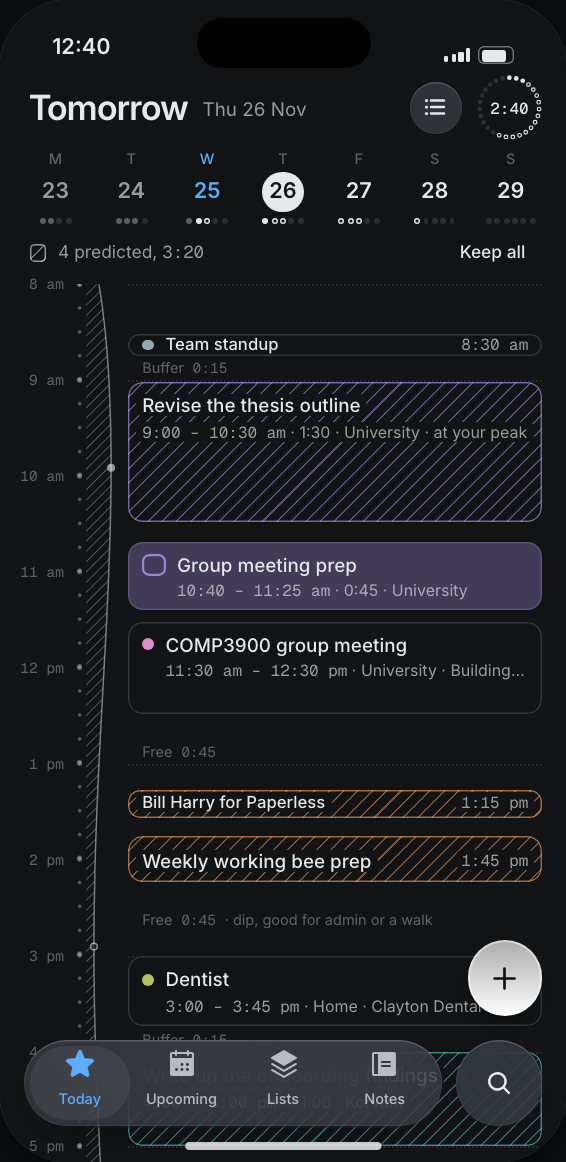 12:40
Tomorrow Thu 26 Nov
2:40
M T W T F S S
23 24 25 26 27 28 29
4 predicted, 3:20 Keep all
8 am
Team standup 8:30 am
Buffer 0:15
9 am
Revise the thesis outline
9:00 – 10:30 am · 1:30 · University · at your peak
10 am
11 am
Group meeting prep
10:40 – 11:25 am · 0:45 · University
COMP3900 group meeting
11:30 am – 12:30 pm · University · Building…
12 pm
Free 0:45
1 pm
Bill Harry for Paperless 1:15 pm
Weekly working bee prep 1:45 pm
2 pm
Free 0:45 · dip, good for admin or a walk
3 pm
Dentist
3:00 – 3:45 pm · Home · Clayton Dental
Buffer 0:15
4
the onboarding findings
1:00
Today Upcoming Lists Notes
5 pm